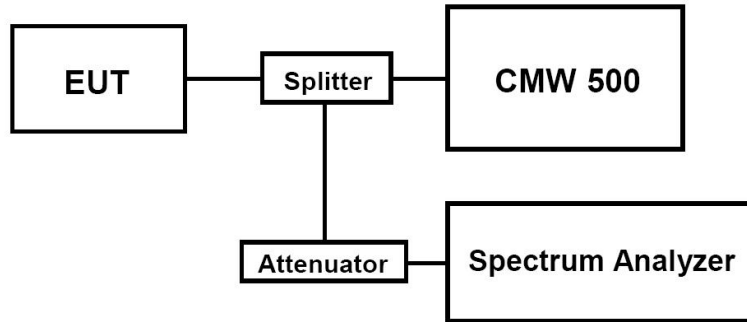 EUT
Splitter
CMW 500
Attenuator
Spectrum Analyzer